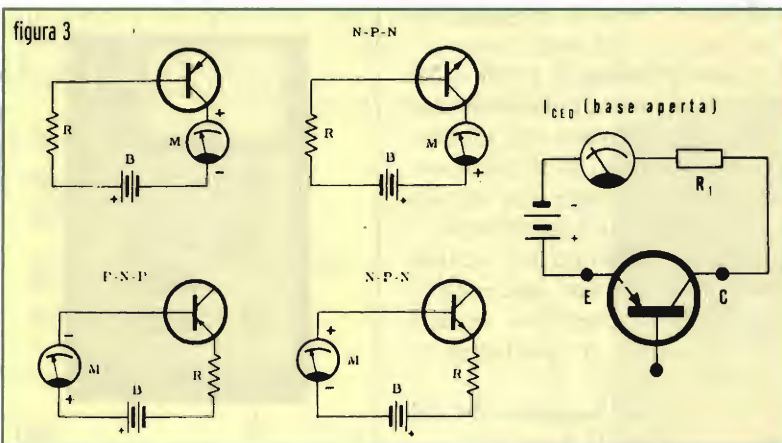 figura 3
N-P-N
R
M
+
-
B
+
R
M
+
B
+
I CEO (base aperta)
R1
-
+
E
C
P-N-P
-
M
+
R
B
+
N-P-N
+
M
-
R
B
+